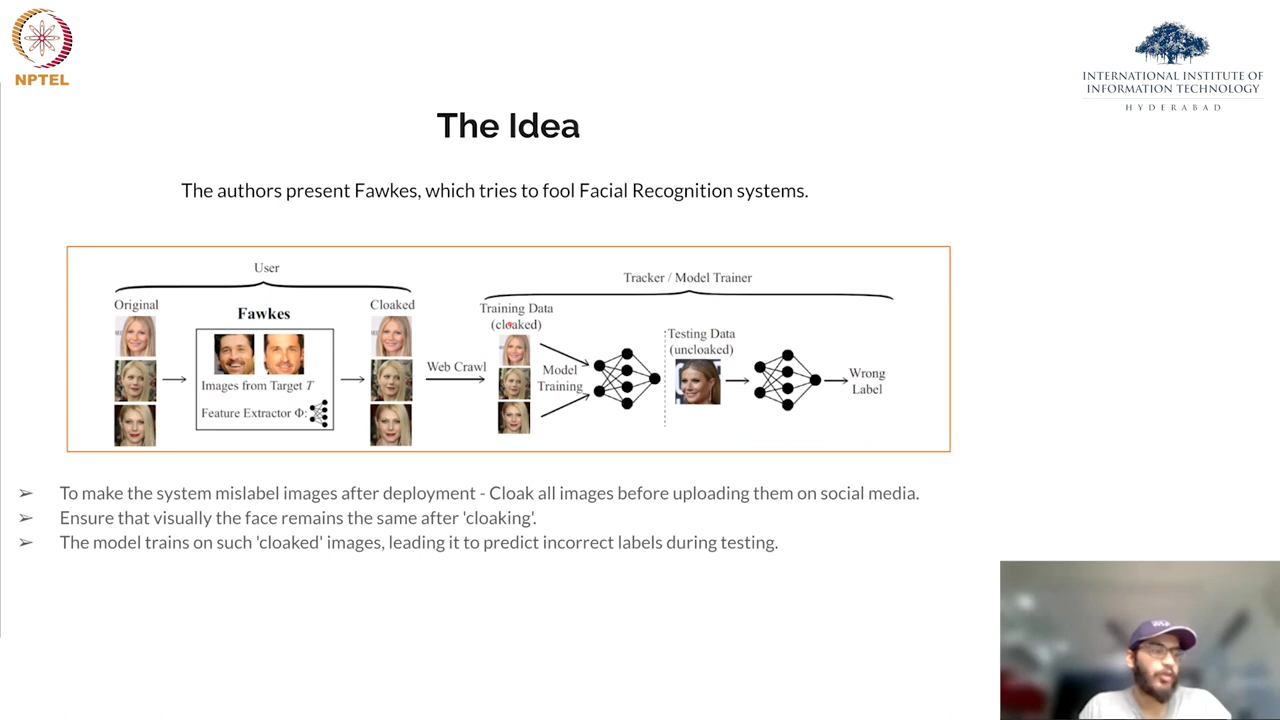 NPTEL
INTERNATIONAL INSTITUTE OF
INFORMATION TECHNOLOGY
HYDERABAD
The Idea
The authors present Fawkes, which tries to fool Facial Recognition systems.
User
Tracker / Model Trainer
Original
Fawkes
Cloaked
Training Data
(cloaked)
Testing Data
(uncloaked)
Images from Target T
Feature Extractor Φ:
Web Crawl
Model
Training
Wrong
Label
➢ To make the system mislabel images after deployment - Cloak all images before uploading them on social media.
➢ Ensure that visually the face remains the same after 'cloaking'.
➢ The model trains on such 'cloaked' images, leading it to predict incorrect labels during testing.